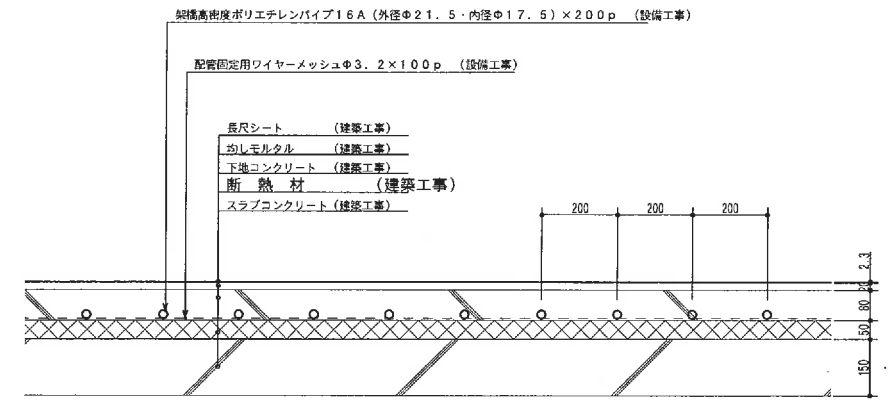 架橋高密度ポリエチレンパイプ16A(外径Φ21.5・内径Φ17.5)×200p (設備工事)
配管固定用ワイヤーメッシュΦ3.2×100p (設備工事)
長尺シート (建築工事)
均しモルタル (建築工事)
下地コンクリート (建築工事)
断熱材 (建築工事)
スラブコンクリート(建築工事)
200 200 200
2.3
20
80
50
150